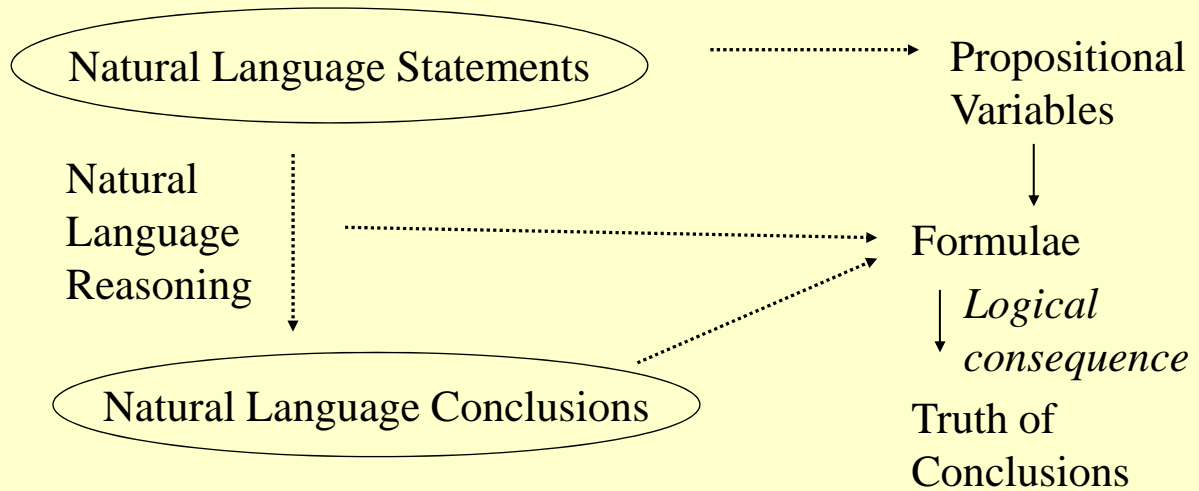 Natural Language Statements
Propositional
Variables
Natural
Language
Reasoning
Formulae
Logical
consequence
Natural Language Conclusions
Truth of
Conclusions